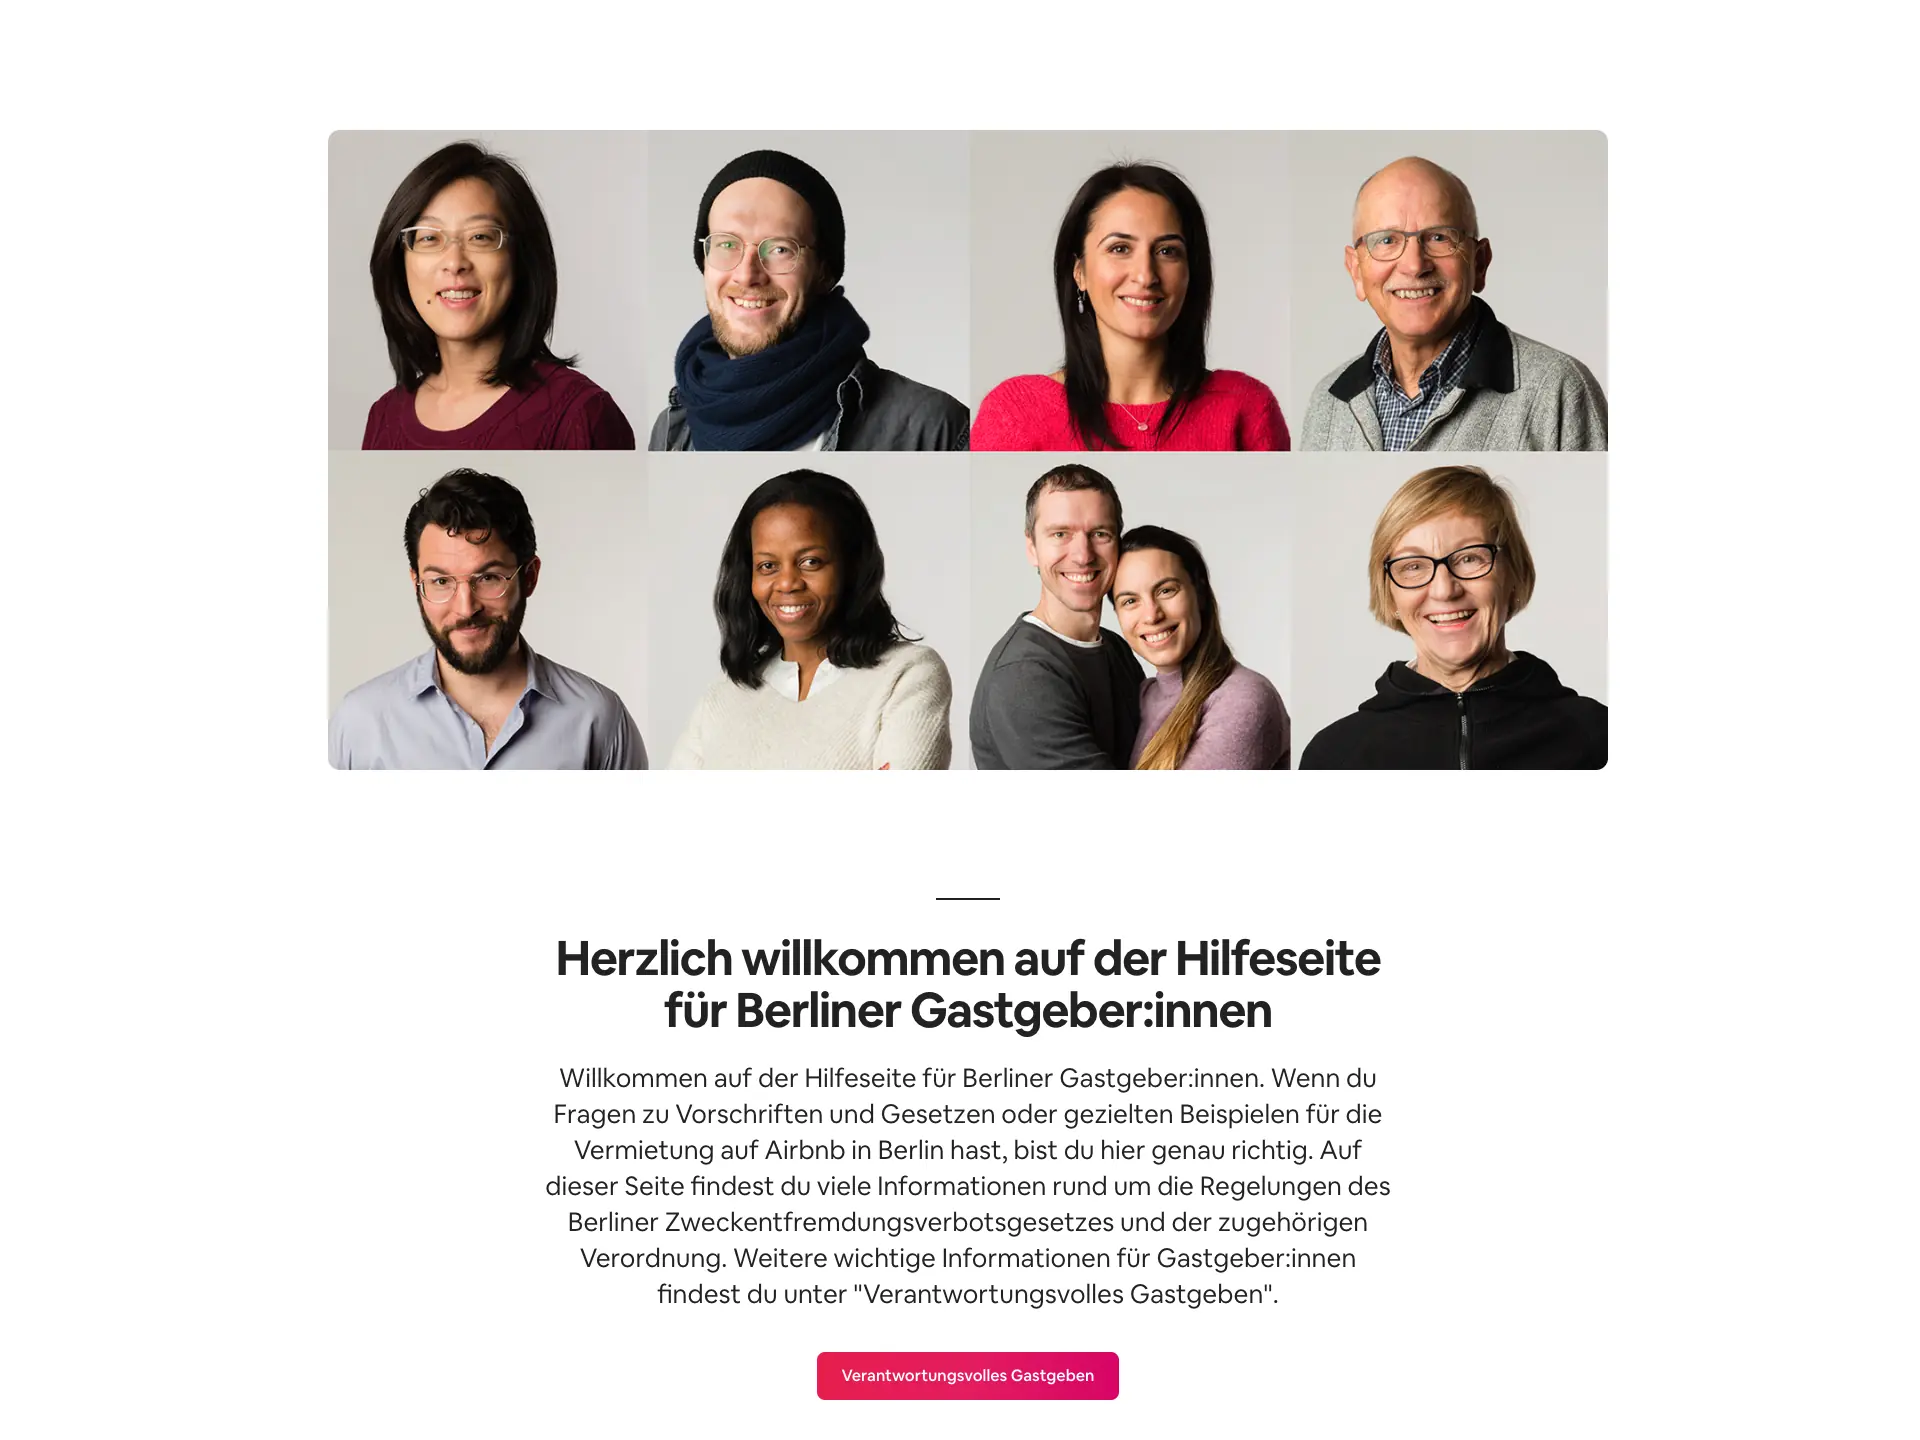 Herzlich willkommen auf der Hilfeseite
für Berliner Gastgeber:innen
Willkommen auf der Hilfeseite für Berliner Gastgeber:innen. Wenn du
Fragen zu Vorschriften und Gesetzen oder gezielten Beispielen für die
Vermietung auf Airbnb in Berlin hast, bist du hier genau richtig. Auf
dieser Seite findest du viele Informationen rund um die Regelungen des
Berliner Zweckentfremdungsverbotsgesetzes und der zugehörigen
Verordnung. Weitere wichtige Informationen für Gastgeber:innen
findest du unter "Verantwortungsvolles Gastgeben".
Verantwortungsvolles Gastgeben